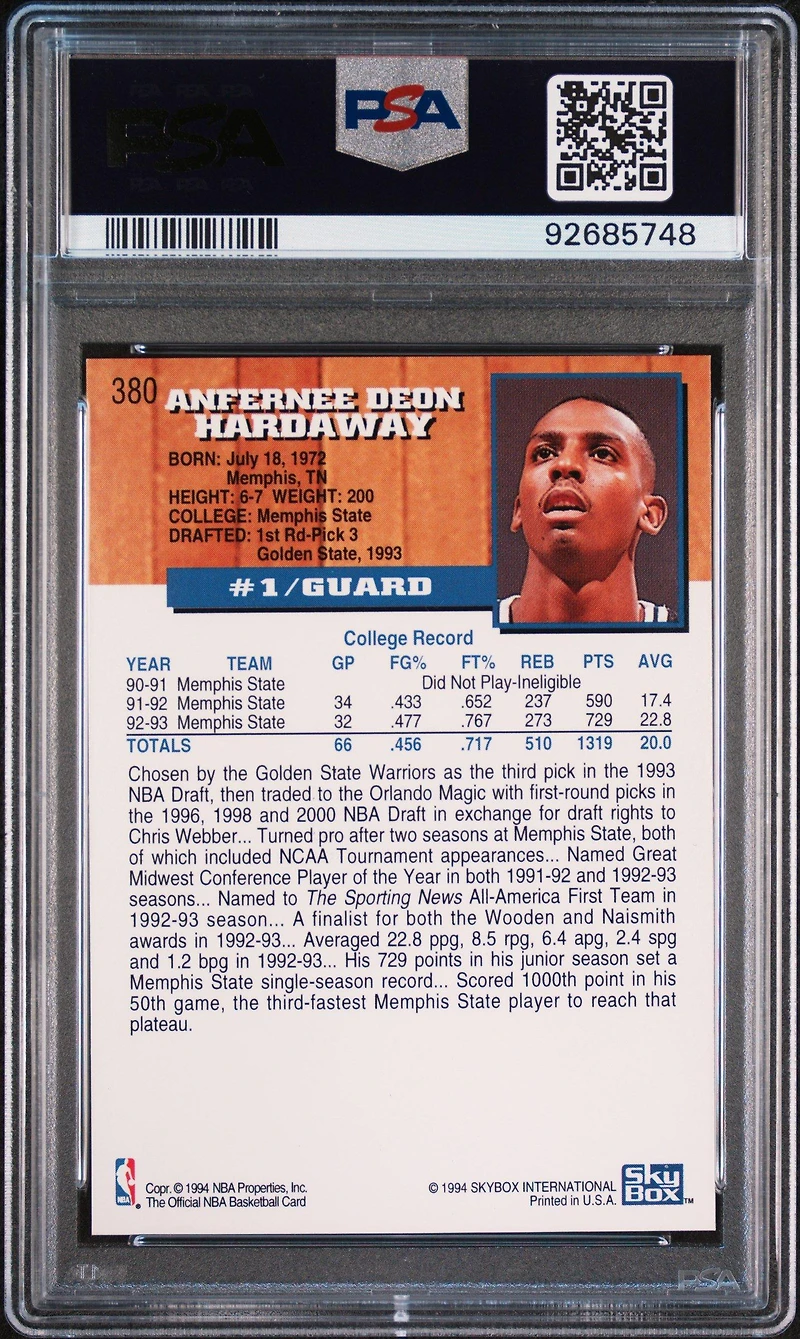 PSA
PSA PSA PSA
PSA
PSA PSA PSA
92685748
380 ANFERNEE DEON
HARDAWAY
BORN: July 18, 1972
Memphis, TN
HEIGHT: 6-7 WEIGHT: 200
COLLEGE: Memphis State
DRAFTED: 1st Rd-Pick 3
Golden State, 1993
#1/GUARD
College Record
YEAR TEAM GP FG% FT% REB PTS AVG
90-91 Memphis State Did Not Play-Ineligible
91-92 Memphis State 34 .433 .652 237 590 17.4
92-93 Memphis State 32 .477 .767 273 729 22.8
TOTALS 66 .456 .717 510 1319 20.0
Chosen by the Golden State Warriors as the third pick in the 1993
NBA Draft, then traded to the Orlando Magic with first-round picks in
the 1996, 1998 and 2000 NBA Draft in exchange for draft rights to
Chris Webber... Turned pro after two seasons at Memphis State, both
of which included NCAA Tournament appearances... Named Great
Midwest Conference Player of the Year in both 1991-92 and 1992-93
seasons... Named to The Sporting News All-America First Team in
1992-93 season... A finalist for both the Wooden and Naismith
awards in 1992-93... Averaged 22.8 ppg, 8.5 rpg, 6.4 apg, 2.4 spg
and 1.2 bpg in 1992-93... His 729 points in his junior season set a
Memphis State single-season record... Scored 1000th point in his
50th game, the third-fastest Memphis State player to reach that
plateau.
NBA
Copr. © 1994 NBA Properties, Inc.
The Official NBA Basketball Card
© 1994 SKYBOX INTERNATIONAL
Printed in U.S.A.
Sky
Box™
PSA